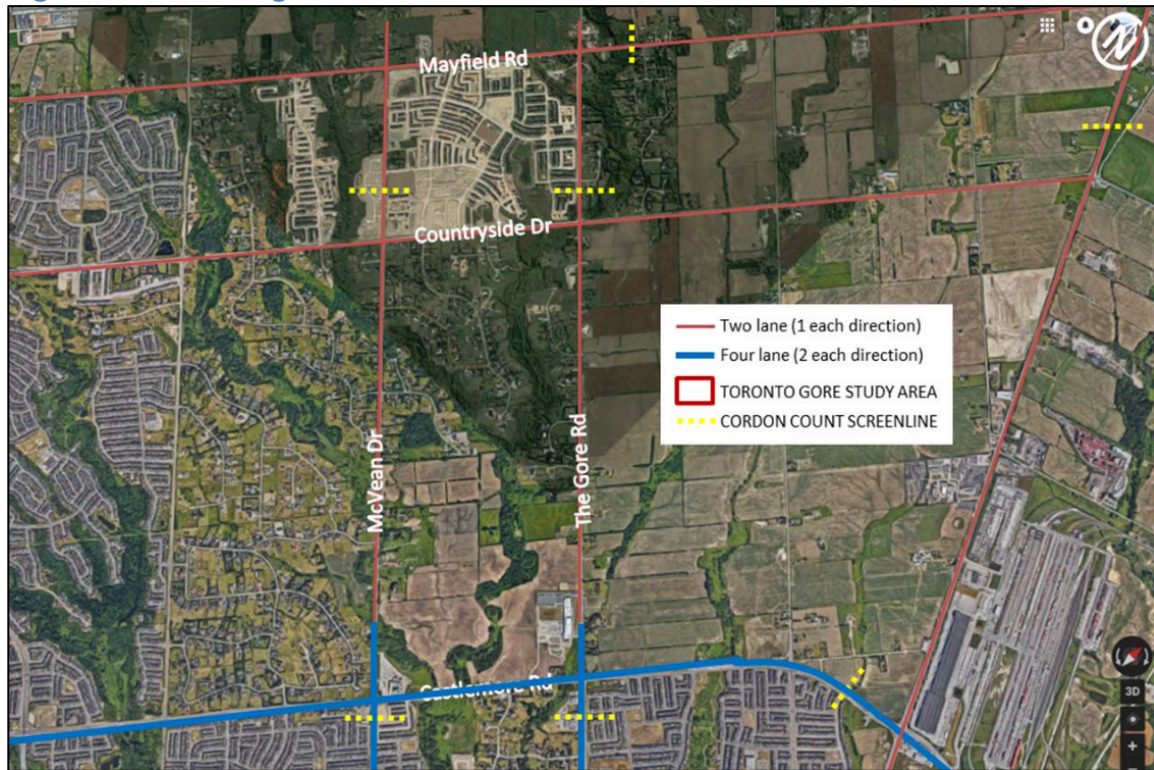 Mayfield Rd
N
Countryside Dr
Two lane (1 each direction)
Four lane (2 each direction)
TORONTO GORE STUDY AREA
CORDON COUNT SCREENLINE
McVean Dr
The Gore Rd
Castlemore Rd
3D
+